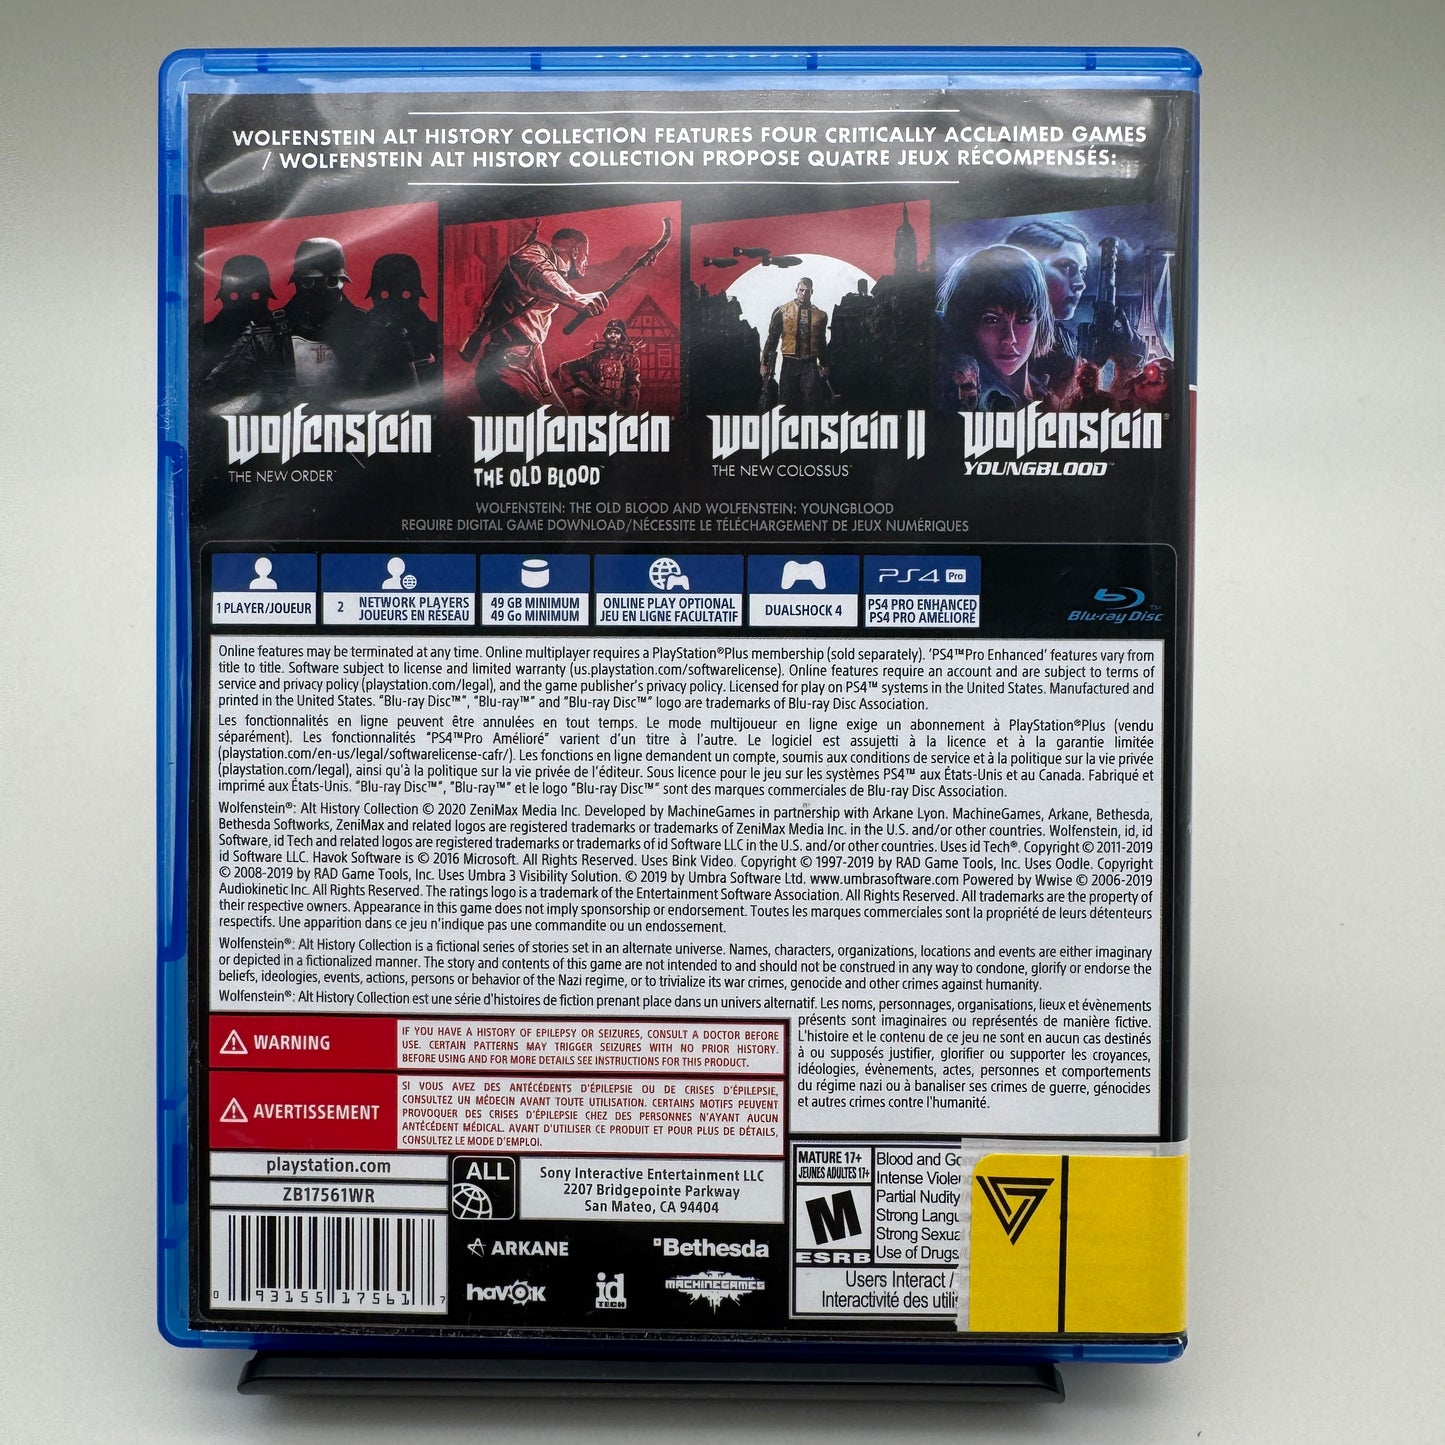 WOLFENSTEIN ALT HISTORY COLLECTION FEATURES FOUR CRITICALLY ACCLAIMED GAMES
/ WOLFENSTEIN ALT HISTORY COLLECTION PROPOSE QUATRE JEUX RÉCOMPENSÉS:
Wolfenstein®
THE NEW ORDER™
Wolfenstein®
THE OLD BLOOD™
Wolfenstein II
THE NEW COLOSSUS™
Wolfenstein®
YOUNGBLOOD™
WOLFENSTEIN: THE OLD BLOOD AND WOLFENSTEIN: YOUNGBLOOD
REQUIRE DIGITAL GAME DOWNLOAD/NÉCESSITE LE TÉLÉCHARGEMENT DE JEUX NUMÉRIQUES
1 PLAYER/JOUEUR
2 NETWORK PLAYERS
JOUEURS EN RÉSEAU
49 GB MINIMUM
49 Go MINIMUM
ONLINE PLAY OPTIONAL
JEU EN LIGNE FACULTATIF
DUALSHOCK 4
PS4 Pro
PS4 PRO ENHANCED
PS4 PRO AMÉLIORÉ
Blu-ray Disc™
Online features may be terminated at any time. Online multiplayer requires a PlayStation®Plus membership (sold separately). 'PS4™Pro Enhanced' features vary from
title to title. Software subject to license and limited warranty (us.playstation.com/softwarelicense). Online features require an account and are subject to terms of
service and privacy policy (playstation.com/legal), and the game publisher's privacy policy. Licensed for play on PS4™ systems in the United States. Manufactured and
printed in the United States. "Blu-ray Disc™", "Blu-ray™" and "Blu-ray Disc™" logo are trademarks of Blu-ray Disc Association.
Les fonctionnalités en ligne peuvent être annulées en tout temps. Le mode multijoueur en ligne exige un abonnement à PlayStation®Plus (vendu
séparément). Les fonctionnalités "PS4™Pro Amélioré" varient d'un titre à l'autre. Le logiciel est assujetti à la licence et à la garantie limitée
(playstation.com/en-us/legal/softwarelicense-cafr/). Les fonctions en ligne demandent un compte, soumis aux conditions de service et à la politique sur la vie privée
(playstation.com/legal), ainsi qu'à la politique sur la vie privée de l'éditeur. Sous licence pour le jeu sur les systèmes PS4™ aux États-Unis et au Canada. Fabriqué et
imprimé aux États-Unis. "Blu-ray Disc™", "Blu-ray™" et le logo "Blu-ray Disc™" sont des marques commerciales de Blu-ray Disc Association.
Wolfenstein®: Alt History Collection © 2020 ZeniMax Media Inc. Developed by MachineGames in partnership with Arkane Lyon. MachineGames, Arkane, Bethesda,
Bethesda Softworks, ZeniMax and related logos are registered trademarks or trademarks of ZeniMax Media Inc. in the U.S. and/or other countries. Wolfenstein, id, id
Software, id Tech and related logos are registered trademarks or trademarks of id Software LLC in the U.S. and/or other countries. Uses id Tech®. Copyright © 2011-2019
id Software LLC. Havok Software is © 2016 Microsoft. All Rights Reserved. Uses Bink Video. Copyright © 1997-2019 by RAD Game Tools, Inc. Uses Oodle. Copyright
© 2008-2019 by RAD Game Tools, Inc. Uses Umbra 3 Visibility Solution. © 2019 by Umbra Software Ltd. www.umbrasoftware.com Powered by Wwise © 2006-2019
Audiokinetic Inc. All Rights Reserved. The ratings logo is a trademark of the Entertainment Software Association. All Rights Reserved. All trademarks are the property of
their respective owners. Appearance in this game does not imply sponsorship or endorsement. Toutes les marques commerciales sont la propriété de leurs détenteurs
respectifs. Une apparition dans ce jeu n'indique pas une commandite ou un endossement.
Wolfenstein®: Alt History Collection is a fictional series of stories set in an alternate universe. Names, characters, organizations, locations and events are either imaginary
or depicted in a fictionalized manner. The story and contents of this game are not intended to and should not be construed in any way to condone, glorify or endorse the
beliefs, ideologies, events, actions, persons or behavior of the Nazi regime, or to trivialize its war crimes, genocide and other crimes against humanity.
Wolfenstein®: Alt History Collection est une série d'histoires de fiction prenant place dans un univers alternatif. Les noms, personnages, organisations, lieux et évènements
présents sont imaginaires ou représentés de manière fictive.
L'histoire et le contenu de ce jeu ne sont en aucun cas destinés
à ou supposés justifier, glorifier ou supporter les croyances,
idéologies, évènements, actes, personnes et comportements
du régime nazi ou à banaliser ses crimes de guerre, génocides
et autres crimes contre l'humanité.
WARNING
IF YOU HAVE A HISTORY OF EPILEPSY OR SEIZURES, CONSULT A DOCTOR BEFORE
USE. CERTAIN PATTERNS MAY TRIGGER SEIZURES WITH NO PRIOR HISTORY.
BEFORE USING AND FOR MORE DETAILS SEE INSTRUCTIONS FOR THIS PRODUCT.
AVERTISSEMENT
SI VOUS AVEZ DES ANTÉCÉDENTS D'ÉPILEPSIE OU DE CRISES D'ÉPILEPSIE,
CONSULTEZ UN MÉDECIN AVANT TOUTE UTILISATION. CERTAINS MOTIFS PEUVENT
PROVOQUER DES CRISES D'ÉPILEPSIE CHEZ DES PERSONNES N'AYANT AUCUN
ANTÉCÉDENT MÉDICAL. AVANT D'UTILISER CE PRODUIT ET POUR PLUS DE DÉTAILS,
CONSULTEZ LE MODE D'EMPLOI.
playstation.com
ZB17561WR
0 93155 17561 7
ALL
Sony Interactive Entertainment LLC
2207 Bridgepointe Parkway
San Mateo, CA 94404
ARKANE
Bethesda
havok
id
TECH
MACHINEGAMES
MATURE 17+
JEUNES ADULTES 17+
M
ESRB
Blood and Go
Intense Viole
Partial Nudity
Strong Langu
Strong Sexua
Use of Drugs
Users Interact /
Interactivité des utili